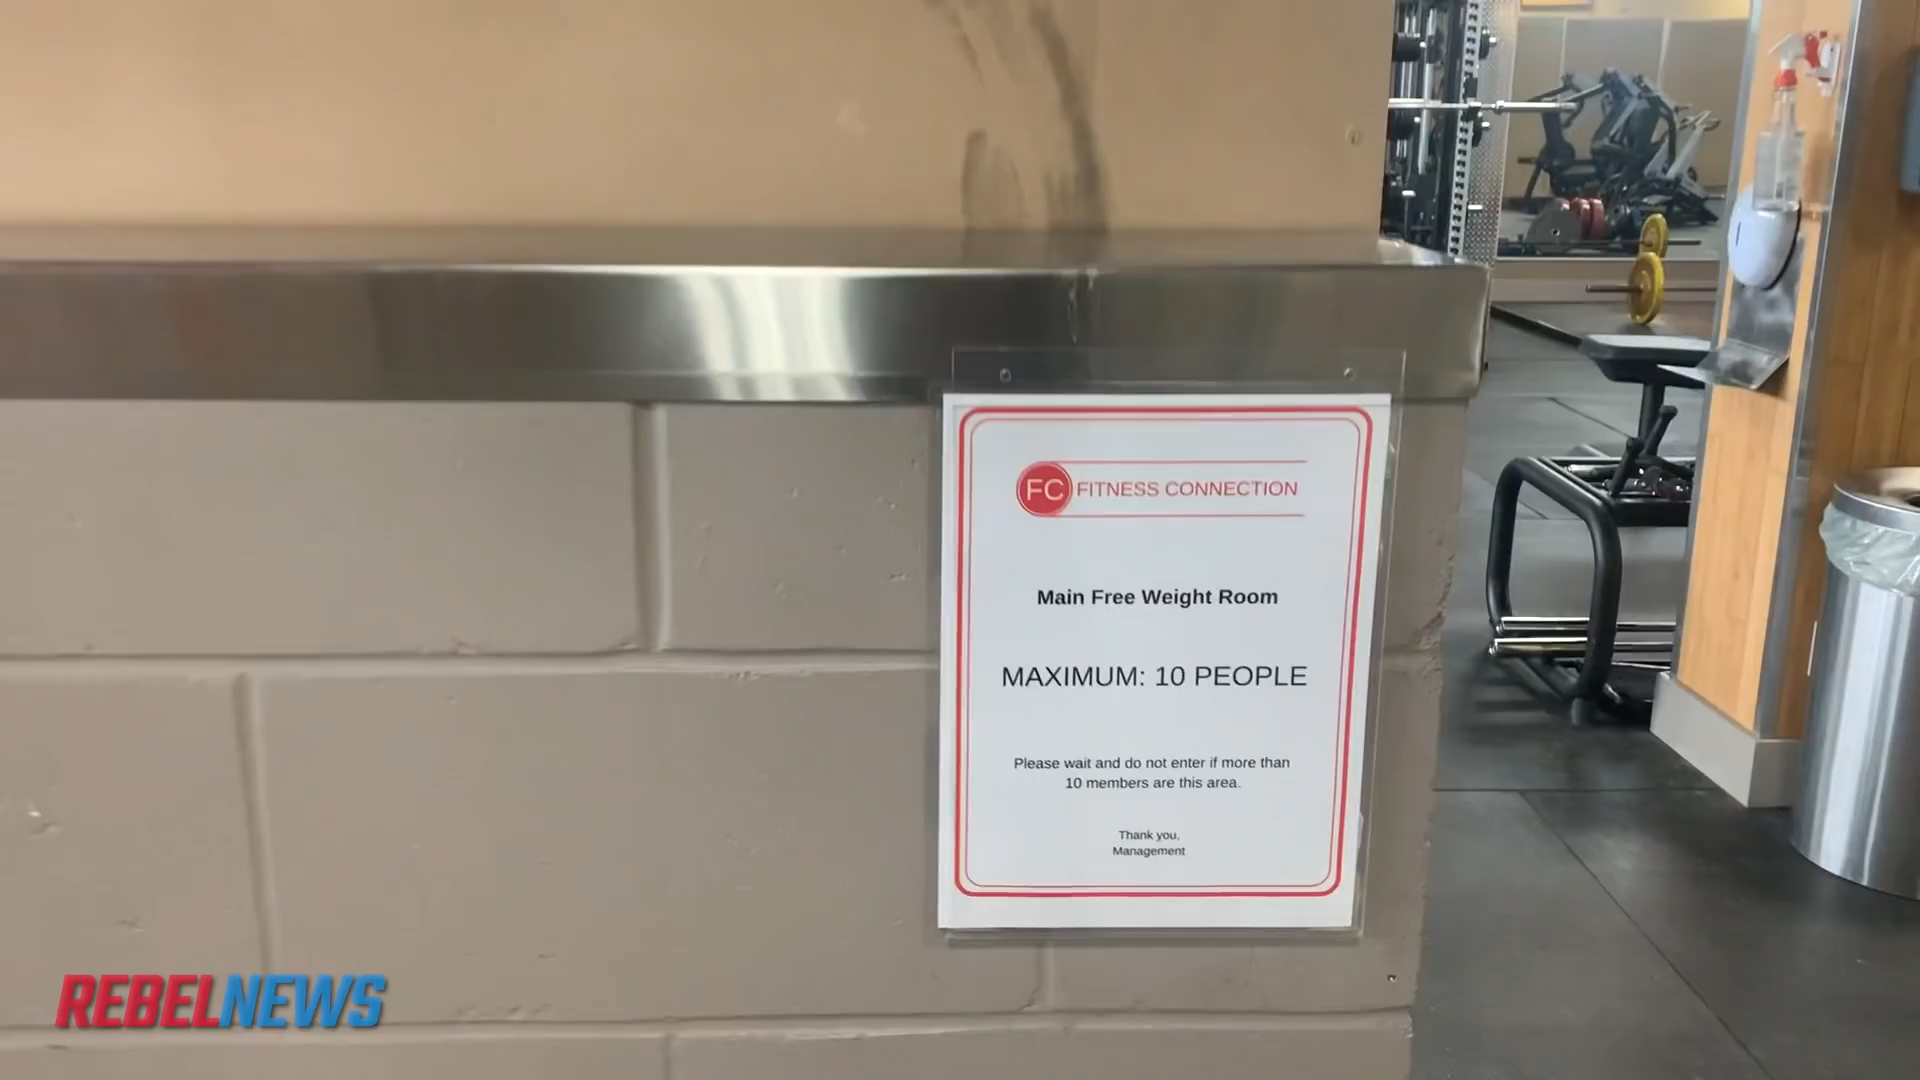 FC FITNESS CONNECTION
Main Free Weight Room
MAXIMUM: 10 PEOPLE
Please wait and do not enter if more than
10 members are this area.
Thank you,
Management
REBELNEWS